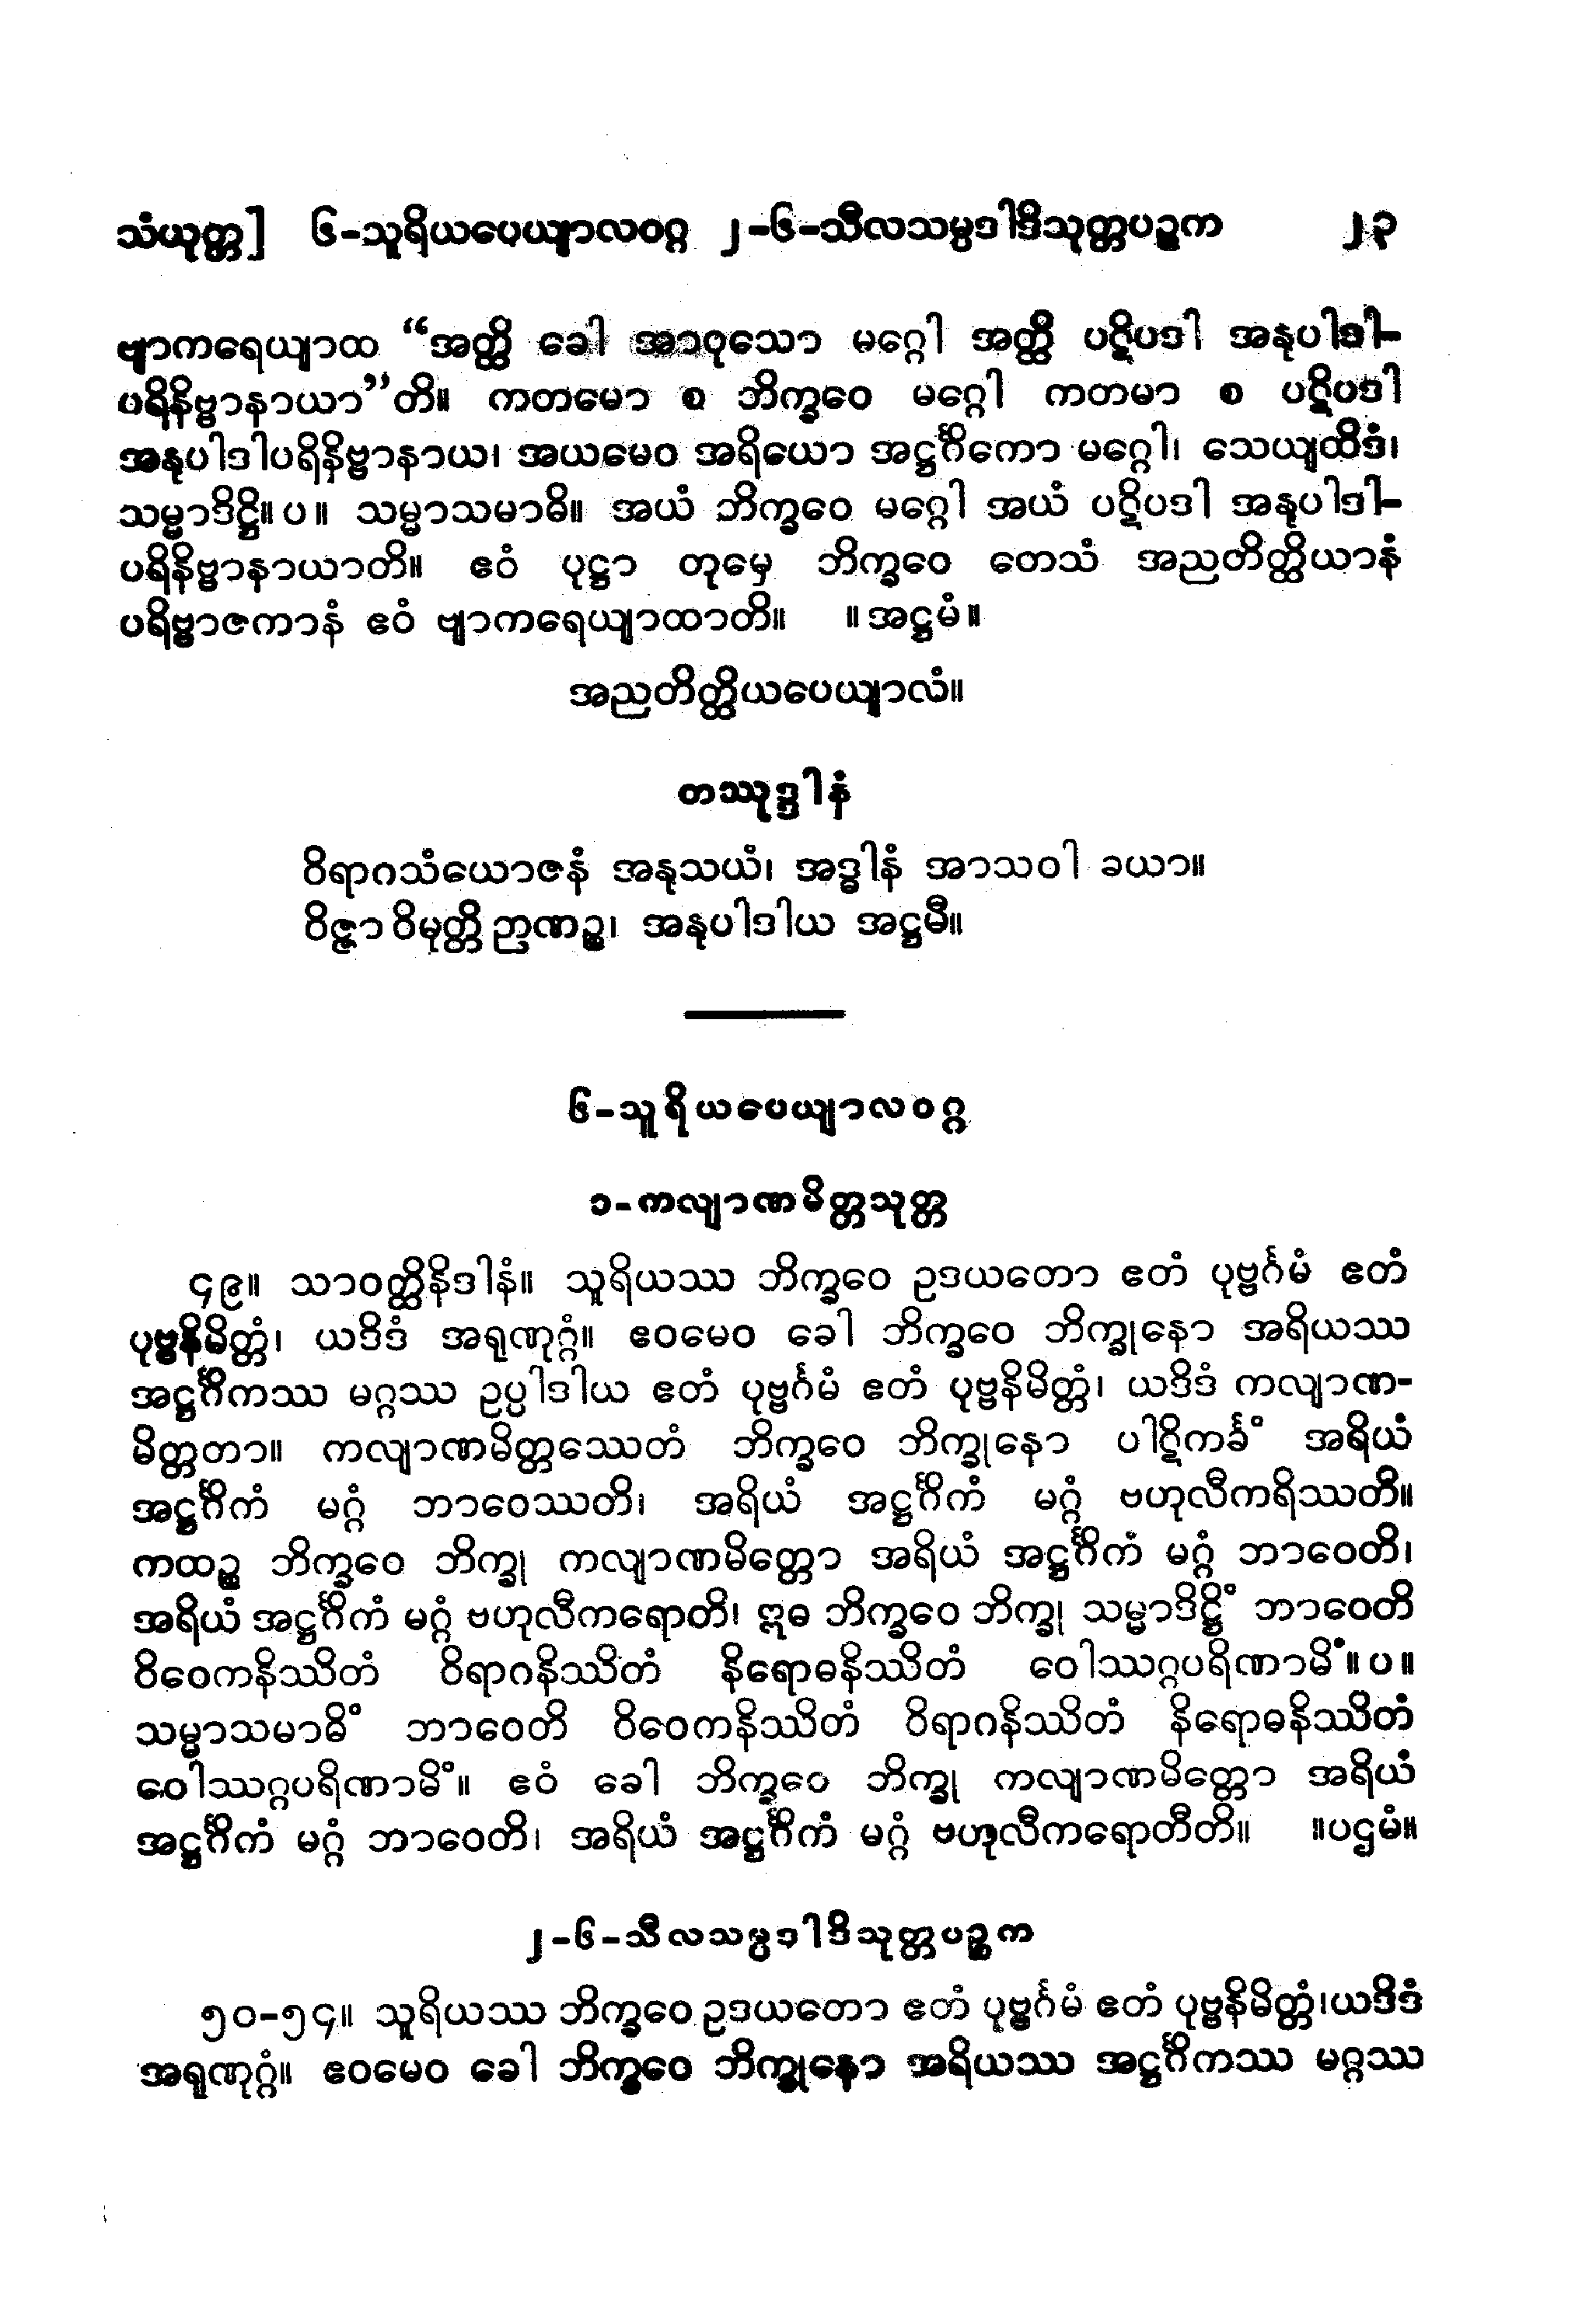 သံယုတ္တ] ၆-သူရိယပေယျာလဝဂ္ဂ ၂-၆-သီလသမ္ပဒါဒိသုတ္တပဉ္စက ၂၃
ဗျာကရေယျာထ “အတ္ထိ ခေါ အာဝုသော မဂ္ဂေါ အတ္ထိ ပဋိပဒါ အနုပါဒါ-
ပရိနိဗ္ဗာနာယာ”တိ။ ကတမော စ ဘိက္ခဝေ မဂ္ဂေါ ကတမာ စ ပဋိပဒါ
အနုပါဒါပရိနိဗ္ဗာနာယ၊ အယမေဝ အရိယော အဋ္ဌင်္ဂိကော မဂ္ဂေါ၊ သေယျထိဒံ၊
သမ္မာဒိဋ္ဌိ။ပ။ သမ္မာသမာဓိ။ အယံ ဘိက္ခဝေ မဂ္ဂေါ အယံ ပဋိပဒါ အနုပါဒါ-
ပရိနိဗ္ဗာနာယာတိ။ ဧဝံ ပုဋ္ဌာ တုမှေ ဘိက္ခဝေ တေသံ အညတိတ္ထိယာနံ
ပရိဗ္ဗာဇကာနံ ဧဝံ ဗျာကရေယျာထာတိ။ ။အဋ္ဌမံ။
အညတိတ္ထိယပေယျာလံ။
တဿုဒ္ဒါနံ
ဝိရာဂသံယောဇနံ အနုသယံ၊ အဒ္ဓါနံ အာသဝါ ခယာ။
ဝိဇ္ဇာ ဝိမုတ္တိ ဉာဏဉ္စ၊ အနုပါဒါယ အဋ္ဌမီ။
၆-သူရိယပေယျာလဝဂ္ဂ
၁-ကလျာဏမိတ္တသုတ္တ
၄၉။ သာဝတ္ထိနိဒါနံ။ သူရိယဿ ဘိက္ခဝေ ဥဒယတော ဧတံ ပုဗ္ဗင်္ဂမံ ဧတံ
ပုဗ္ဗနိမိတ္တံ၊ ယဒိဒံ အရုဏုဂ္ဂံ။ ဧဝမေဝ ခေါ ဘိက္ခဝေ ဘိက္ခုနော အရိယဿ
အဋ္ဌင်္ဂိကဿ မဂ္ဂဿ ဥပ္ပါဒါယ ဧတံ ပုဗ္ဗင်္ဂမံ ဧတံ ပုဗ္ဗနိမိတ္တံ၊ ယဒိဒံ ကလျာဏ-
မိတ္တတာ။ ကလျာဏမိတ္တဿေတံ ဘိက္ခဝေ ဘိက္ခုနော ပါဋိကင်္ခံ အရိယံ
အဋ္ဌင်္ဂိကံ မဂ္ဂံ ဘာဝေဿတိ၊ အရိယံ အဋ္ဌင်္ဂိကံ မဂ္ဂံ ဗဟုလီကရိဿတိ။
ကထဉ္စ ဘိက္ခဝေ ဘိက္ခု ကလျာဏမိတ္တော အရိယံ အဋ္ဌင်္ဂိကံ မဂ္ဂံ ဘာဝေတိ၊
အရိယံ အဋ္ဌင်္ဂိကံ မဂ္ဂံ ဗဟုလီကရောတိ၊ ဣဓ ဘိက္ခဝေ ဘိက္ခု သမ္မာဒိဋ္ဌိံ ဘာဝေတိ
ဝိဝေကနိဿိတံ ဝိရာဂနိဿိတံ နိရောဓနိဿိတံ ဝေါဿဂ္ဂပရိဏာမိံ။ပ။
သမ္မာသမာဓိံ ဘာဝေတိ ဝိဝေကနိဿိတံ ဝိရာဂနိဿိတံ နိရောဓနိဿိတံ
ဝေါဿဂ္ဂပရိဏာမိံ။ ဧဝံ ခေါ ဘိက္ခဝေ ဘိက္ခု ကလျာဏမိတ္တော အရိယံ
အဋ္ဌင်္ဂိကံ မဂ္ဂံ ဘာဝေတိ၊ အရိယံ အဋ္ဌင်္ဂိကံ မဂ္ဂံ ဗဟုလီကရောတီတိ။ ။ပဌမံ။
၂-၆-သီလသမ္ပဒါဒိသုတ္တပဉ္စက
၅၀-၅၄။ သူရိယဿ ဘိက္ခဝေ ဥဒယတော ဧတံ ပုဗ္ဗင်္ဂမံ ဧတံ ပုဗ္ဗနိမိတ္တံ၊ယဒိဒံ
အရုဏုဂ္ဂံ။ ဧဝမေဝ ခေါ ဘိက္ခဝေ ဘိက္ခုနော အရိယဿ အဋ္ဌင်္ဂိကဿ မဂ္ဂဿ